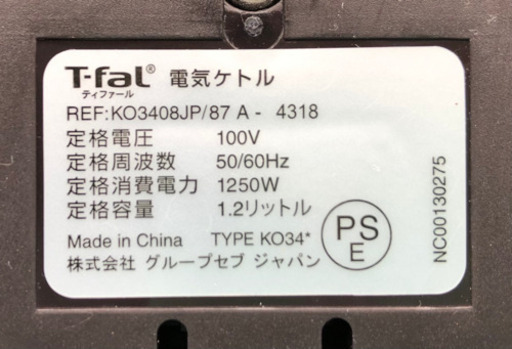 T-fal® 電気ケトル
ティファール
REF:KO3408JP/87 A - 4318
定格電圧 100V
定格周波数 50/60Hz
定格消費電力 1250W
定格容量 1.2リットル
Made in China TYPE KO34*
株式会社 グループセブ ジャパン
PS
E
NC00130275